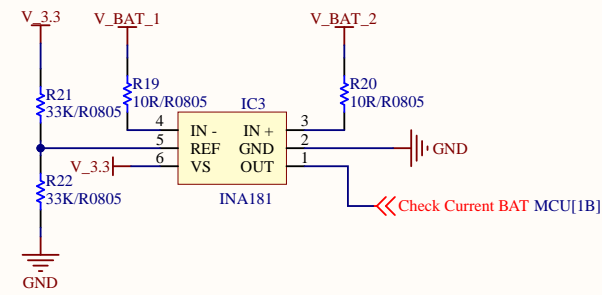 V_3.3
V_BAT_1
V_BAT_2
R21
33K/R0805
R19
10R/R0805
R20
10R/R0805
IC3
4
IN -
IN +
3
5
REF
GND
2
GND
V_3.3
6
VS
OUT
1
R22
33K/R0805
INA181
Check Current BAT MCU[1B]
GND